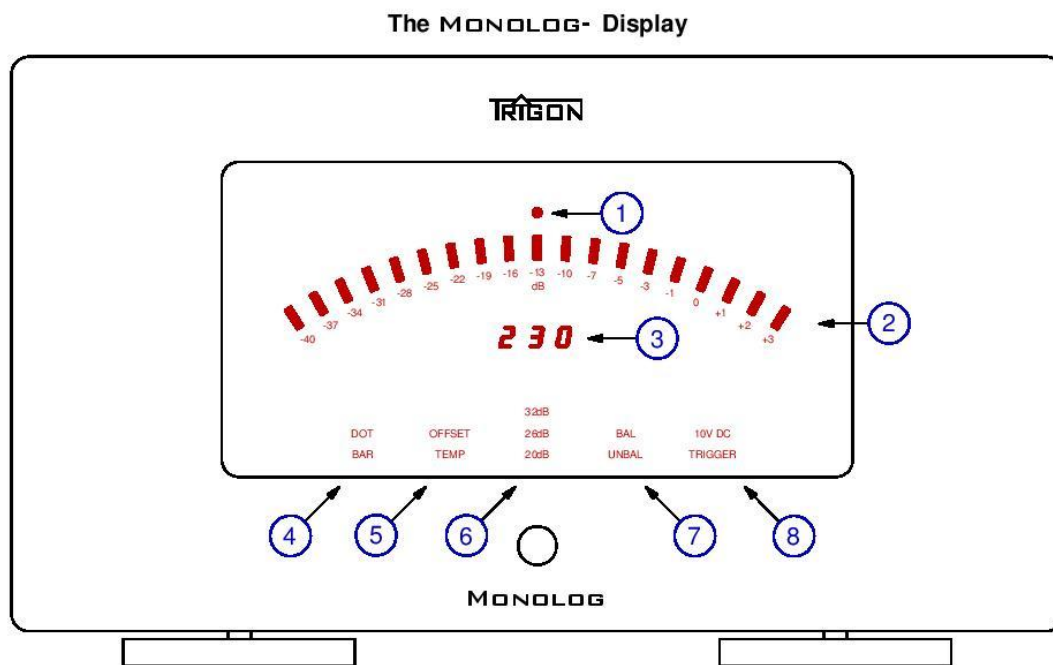 The MONOLOG- Display
TRIGON
1
-40 -37 -34 -31 -28 -25 -22 -19 -16 -13 -10 -7 -5 -3 -1 0 +1 +2 +3
dB
2
230
3
32dB
DOT OFFSET 26dB BAL 10V DC
BAR TEMP 20dB UNBAL TRIGGER
4 5 6 7 8
MONOLOG